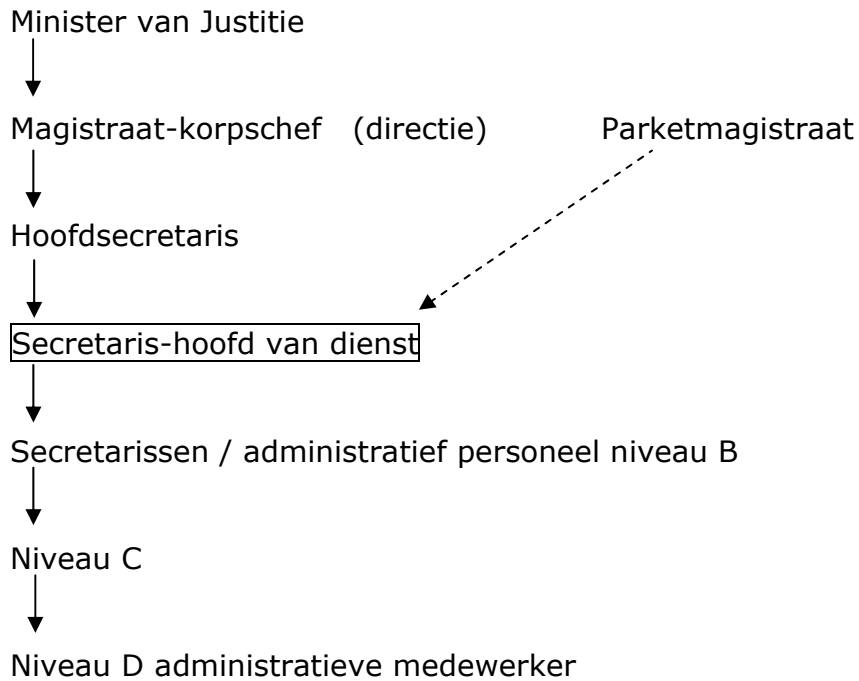 Minister van Justitie
Magistraat-korpschef (directie) Parketmagistraat
Hoofdsecretaris
Secretaris-hoofd van dienst
Secretarissen / administratief personeel niveau B
Niveau C
Niveau D administratieve medewerker